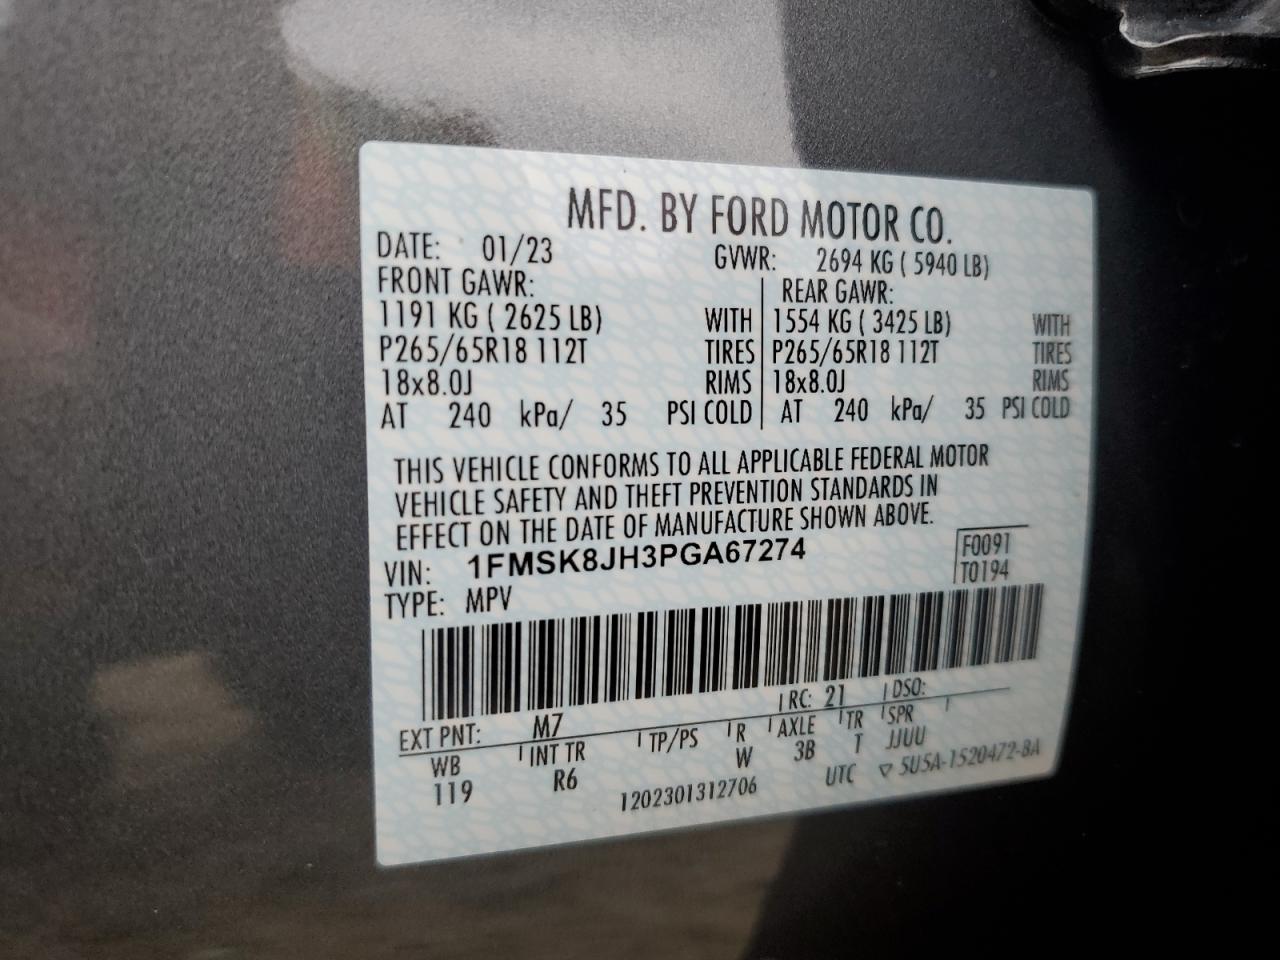 MFD. BY FORD MOTOR CO.
DATE: 01/23 GVWR: 2694 KG ( 5940 LB)
FRONT GAWR: REAR GAWR:
1191 KG ( 2625 LB) WITH 1554 KG ( 3425 LB) WITH
P265/65R18 112T TIRES P265/65R18 112T TIRES
18x8.0J RIMS 18x8.0J RIMS
AT 240 kPa/ 35 PSI COLD AT 240 kPa/ 35 PSI COLD
THIS VEHICLE CONFORMS TO ALL APPLICABLE FEDERAL MOTOR
VEHICLE SAFETY AND THEFT PREVENTION STANDARDS IN
EFFECT ON THE DATE OF MANUFACTURE SHOWN ABOVE.
VIN: 1FMSK8JH3PGA67274 F0091
TYPE: MPV T0194
EXT PNT: M7 RC: 21 DSO:
WB INT TR TP/PS R AXLE TR SPR
119 R6 W 3B T JJUU
1202301312706 UTC ▽ 5U5A-1520472-8A